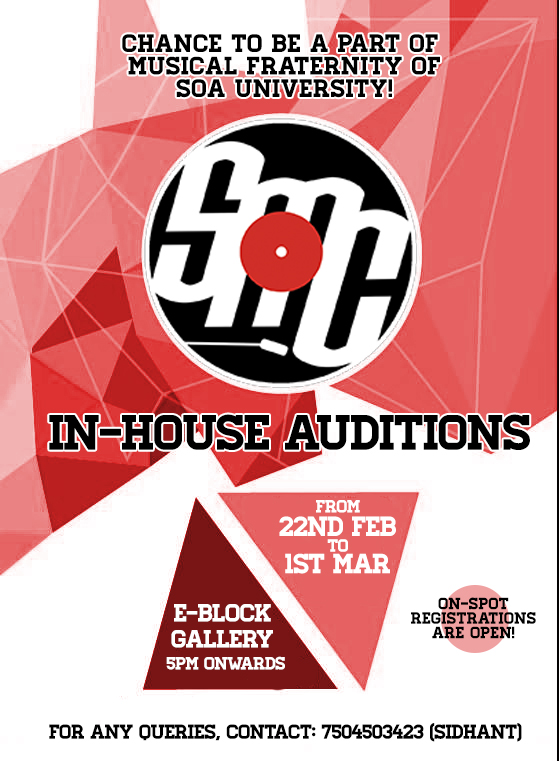 CHANCE TO BE A PART OF
MUSICAL FRATERNITY OF
SOA UNIVERSITY!
SMC
IN-HOUSE AUDITIONS
FROM
22ND FEB
TO
1ST MAR
E-BLOCK
GALLERY
5PM ONWARDS
ON-SPOT
REGISTRATIONS
ARE OPEN!
FOR ANY QUERIES, CONTACT: 7504503423 (SIDHANT)